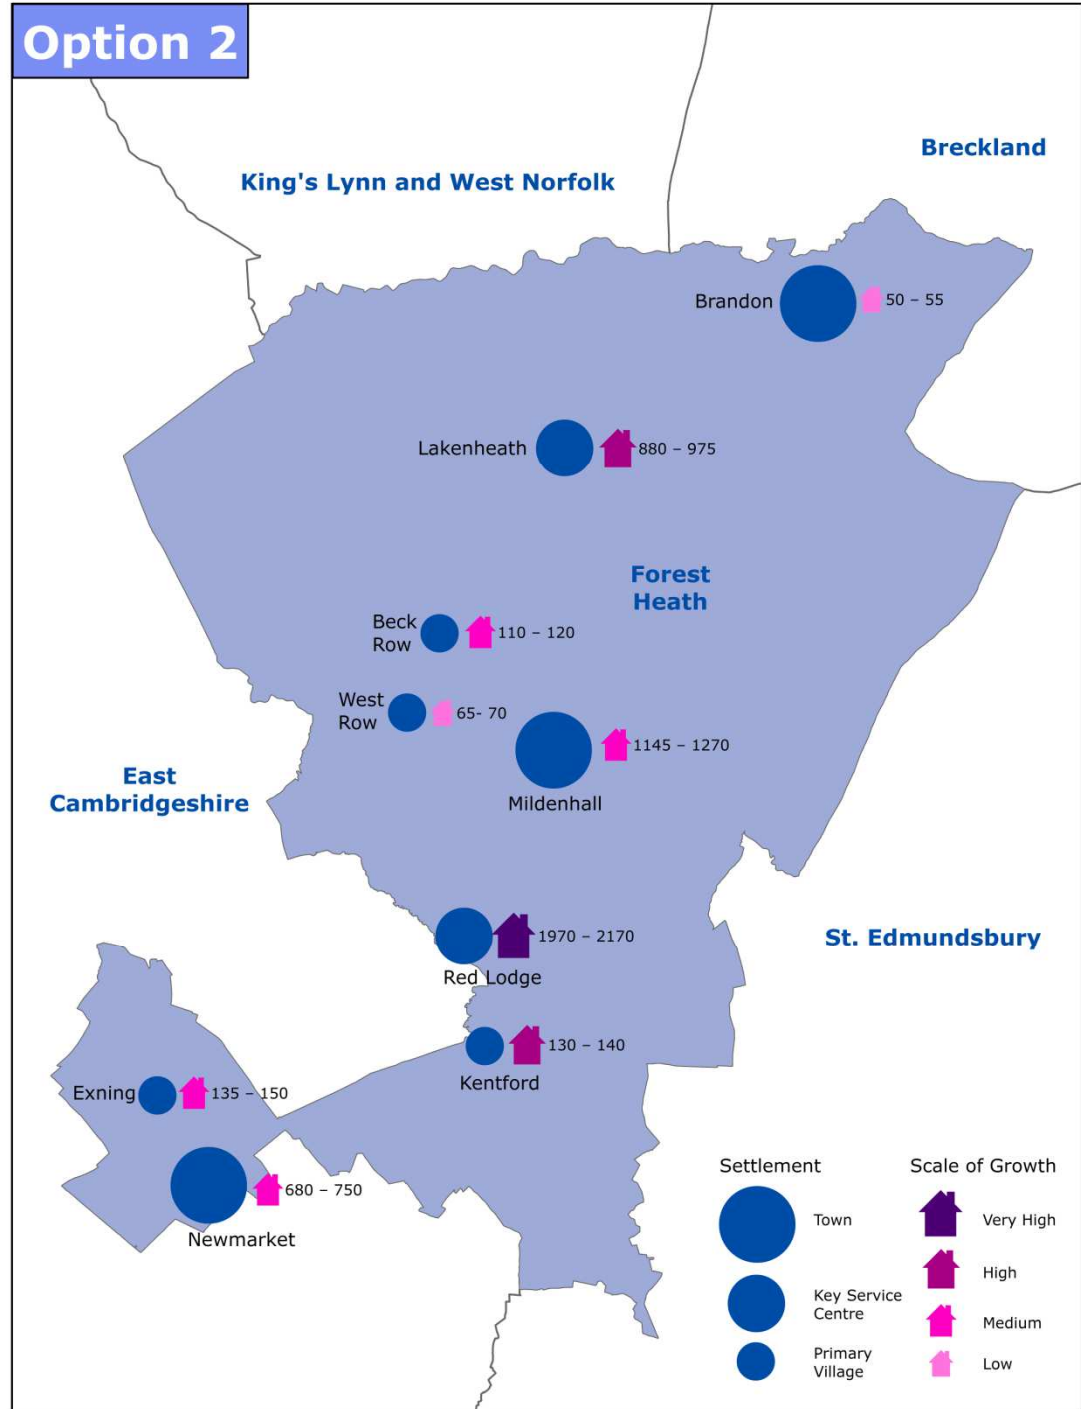 Option 2
Breckland
King's Lynn and West Norfolk
Brandon
50 – 55
Lakenheath
880 – 975
Forest
Heath
Beck
Row
110 – 120
West
Row
65- 70
1145 – 1270
Mildenhall
East
Cambridgeshire
1970 – 2170
Red Lodge
St. Edmundsbury
130 – 140
Kentford
Exning
135 – 150
680 – 750
Newmarket
Settlement
Town
Key Service
Centre
Primary
Village
Scale of Growth
Very High
High
Medium
Low